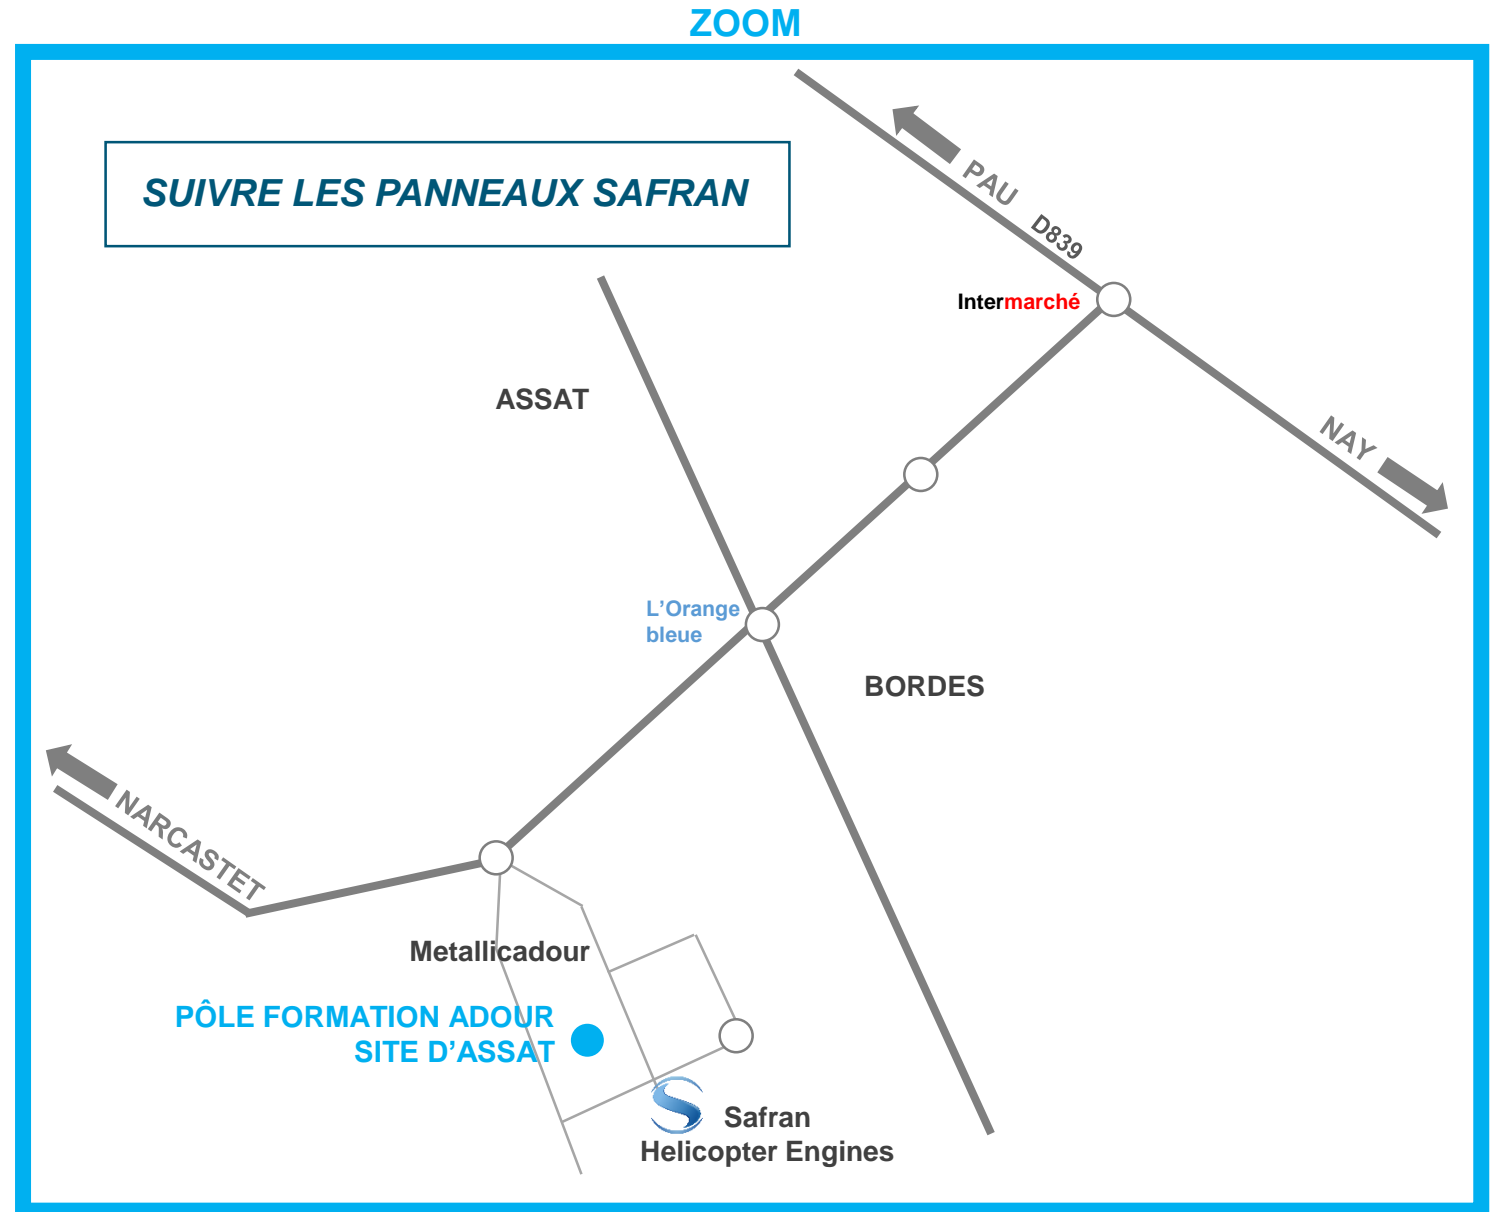 ZOOM
SUIVRE LES PANNEAUX SAFRAN
PAU
D839
Intermarché
ASSAT
NAY
L’Orange
bleue
BORDES
NARCASTET
Metallicadour
PÔLE FORMATION ADOUR
SITE D’ASSAT
Safran
Helicopter Engines